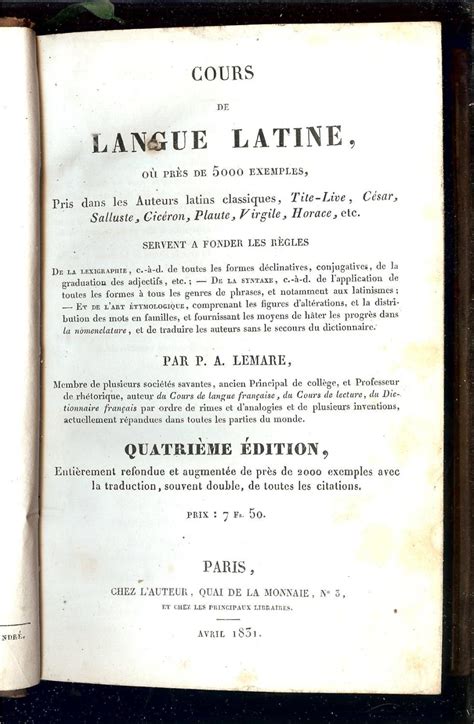 COURS
DE
LANGUE LATINE,
OÙ PRÈS DE 5000 EXEMPLES,
Pris dans les Auteurs latins classiques, Tite-Live, César,
Salluste, Cicéron, Plaute, Virgile, Horace, etc.
SERVENT A FONDER LES RÈGLES
DE LA LEXIGRAPHIE, c.-à-d. de toutes les formes déclinatives, conjugatives, de la
graduation des adjectifs, etc.; — DE LA SYNTAXE, c.-à-d. de l'application de
toutes les formes à tous les genres de phrases, et notamment aux latinismes;
— ET DE L'ART ÉTYMOLOGIQUE, comprenant les figures d'altérations, et la distri-
bution des mots en familles, et fournissant les moyens de hâter les progrès dans
la nomenclature, et de traduire les auteurs sans le secours du dictionnaire.
PAR P. A. LEMARE,
Membre de plusieurs sociétés savantes, ancien Principal de collège, et Professeur
de rhétorique, auteur du Cours de langue française, du Cours de lecture, du Dic-
tionnaire français par ordre de rimes et d'analogies et de plusieurs inventions,
actuellement répandues dans toutes les parties du monde.
QUATRIÈME ÉDITION,
Entièrement refondue et augmentée de près de 2000 exemples avec
la traduction, souvent double, de toutes les citations.
PRIX : 7 Fr. 50.
PARIS,
CHEZ L'AUTEUR, QUAI DE LA MONNAIE, N° 3,
ET CHEZ LES PRINCIPAUX LIBRAIRES.
AVRIL 1831.
NDRÉ.